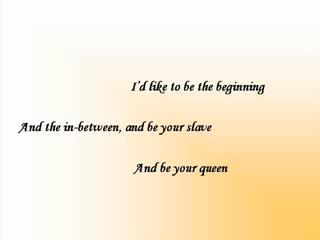 I'd like to be the beginning
And the in-between, and be your slave
And be your queen